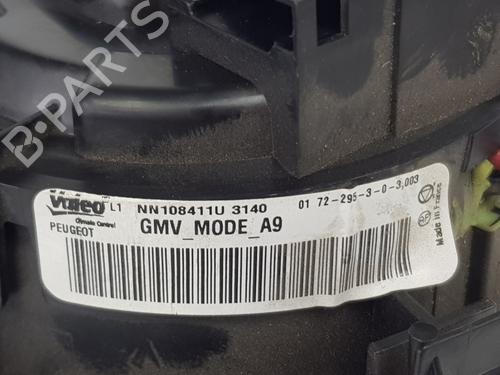 B-PARTS
Valeo L1 NN108411U 3140 01 72-295-3-0-3,003
Climate Control
PEUGEOT GMV_MODE_A9
Made in France